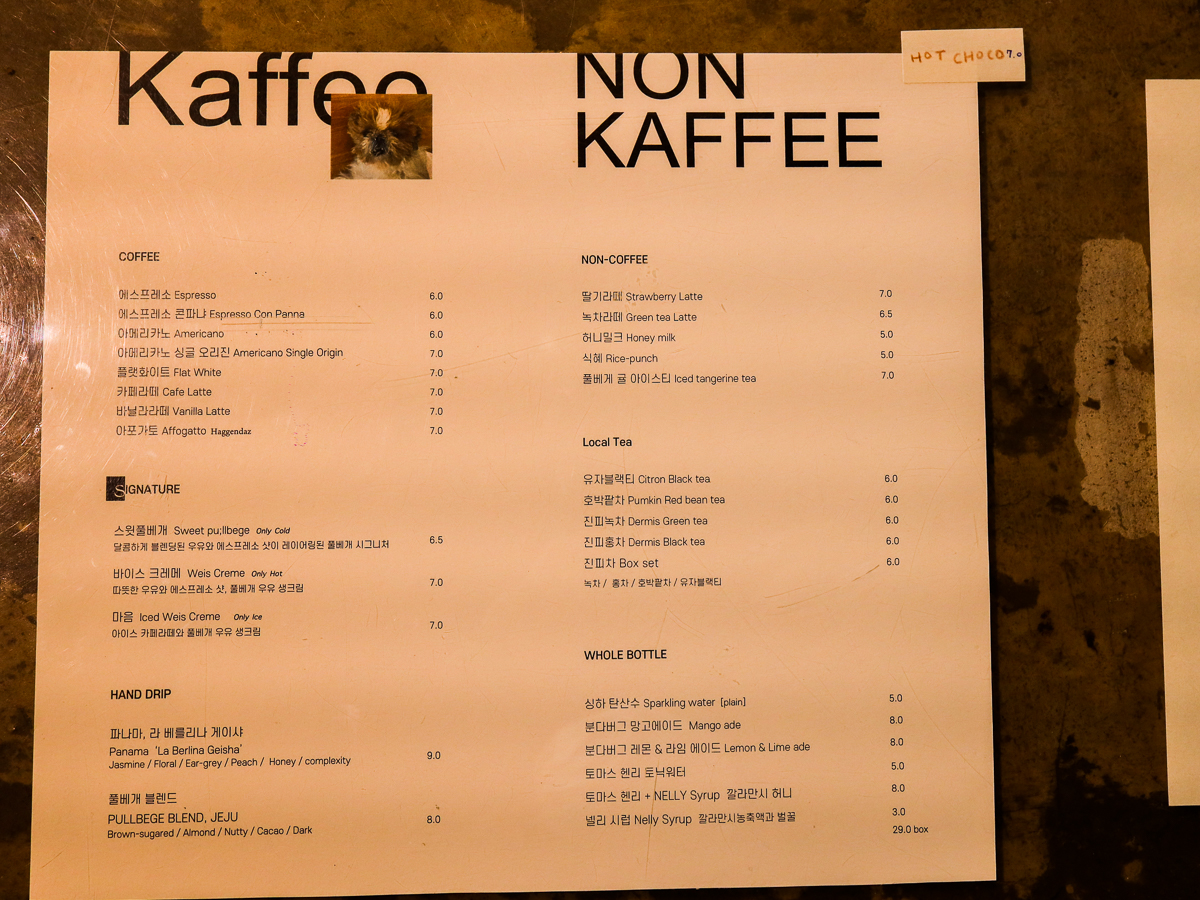 Kaffee
COFFEE
에스프레소 Espresso 6.0
에스프레소 콘파냐 Espresso Con Panna 6.0
아메리카노 Americano 6.0
아메리카노 싱글 오리진 Americano Single Origin 7.0
플랫화이트 Flat White 7.0
카페라떼 Cafe Latte 7.0
바닐라라떼 Vanilla Latte 7.0
아포가토 Affogatto Haggendaz 7.0
SIGNATURE
스윗풀베개 Sweet pu;llbege Only Cold
달콤하게 블렌딩된 우유와 에스프레소 샷이 레이어링된 풀베개 시그니처 6.5
바이스 크레메 Weis Creme Only Hot
따뜻한 우유와 에스프레소 샷, 풀베개 우유 생크림 7.0
마음 Iced Weis Creme Only Ice
아이스 카페라떼와 풀베개 우유 생크림 7.0
HAND DRIP
파나마, 라 베를리나 게이샤
Panama 'La Berlina Geisha'
Jasmine / Floral / Ear-grey / Peach / Honey / complexity 9.0
풀베개 블렌드
PULLBEGE BLEND, JEJU 8.0
Brown-sugared / Almond / Nutty / Cacao / Dark
NON
KAFFEE
HOT CHOCO 7.0
NON-COFFEE
딸기라떼 Strawberry Latte 7.0
녹차라떼 Green tea Latte 6.5
허니밀크 Honey milk 5.0
식혜 Rice-punch 5.0
풀베게 귤 아이스티 Iced tangerine tea 7.0
Local Tea
유자블랙티 Citron Black tea 6.0
호박팥차 Pumkin Red bean tea 6.0
진피녹차 Dermis Green tea 6.0
진피홍차 Dermis Black tea 6.0
진피차 Box set 6.0
녹차 / 홍차 / 호박팥차 / 유자블랙티
WHOLE BOTTLE
싱하 탄산수 Sparkling water [plain] 5.0
분다버그 망고에이드 Mango ade 8.0
분다버그 레몬 & 라임 에이드 Lemon & Lime ade 8.0
토마스 헨리 토닉워터 5.0
토마스 헨리 + NELLY Syrup 깔라만시 허니 8.0
넬리 시럽 Nelly Syrup 깔라만시농축액과 벌꿀 3.0
29.0 box